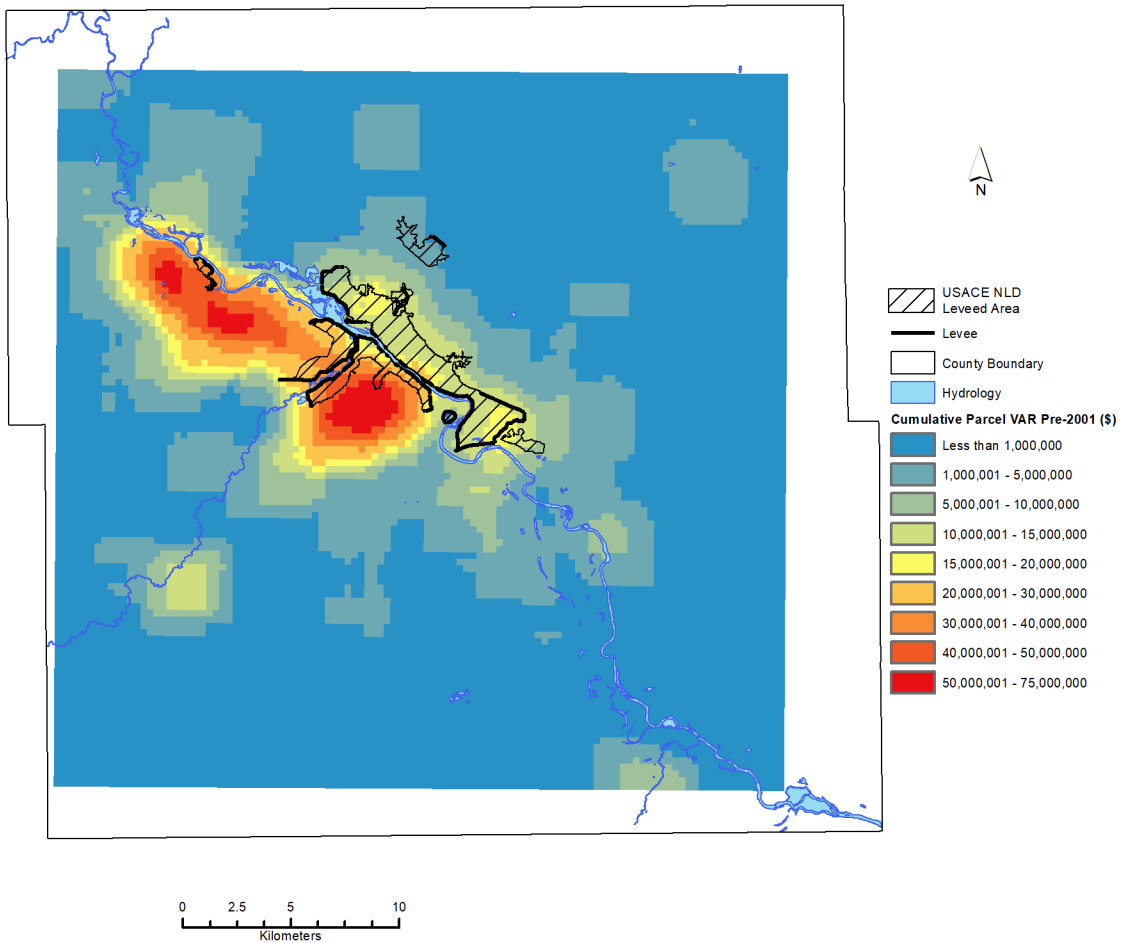 N
USACE NLD
Leveed Area
Levee
County Boundary
Hydrology
Cumulative Parcel VAR Pre-2001 ($)
Less than 1,000,000
1,000,001 - 5,000,000
5,000,001 - 10,000,000
10,000,001 - 15,000,000
15,000,001 - 20,000,000
20,000,001 - 30,000,000
30,000,001 - 40,000,000
40,000,001 - 50,000,000
50,000,001 - 75,000,000
0 2.5 5 10
Kilometers